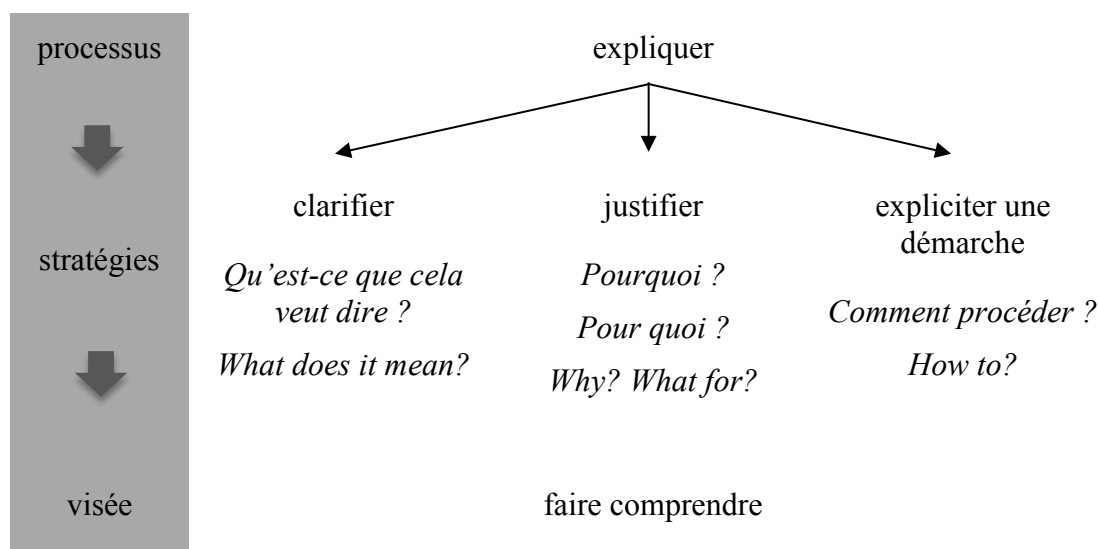 processus
expliquer
clarifier
justifier
expliciter une
démarche
stratégies
Qu’est-ce que cela
veut dire ?
What does it mean?
Pourquoi ?
Pour quoi ?
Why? What for?
Comment procéder ?
How to?
visée
faire comprendre